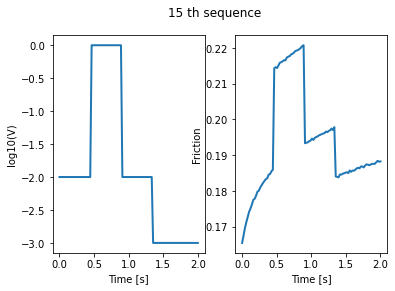 15 th sequence
log10(V)
0.0
−0.5
−1.0
−1.5
−2.0
−2.5
−3.0
0.0 0.5 1.0 1.5 2.0
Time [s]
Friction
0.22
0.21
0.20
0.19
0.18
0.17
0.0 0.5 1.0 1.5 2.0
Time [s]